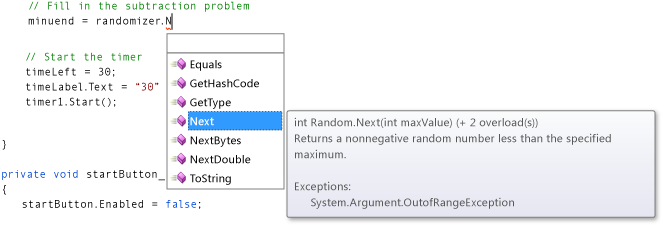 // Fill in the subtraction problem
minuend = randomizer.N
// Start the timer
timeLeft = 30;
timeLabel.Text = "30"
timer1.Start();
Equals
GetHashCode
GetType
Next
NextBytes
NextDouble
ToString
int Random.Next(int maxValue) (+ 2 overload(s))
Returns a nonnegative random number less than the specified
maximum.
Exceptions:
System.Argument.OutofRangeException
}
private void startButton_
{
startButton.Enabled = false;